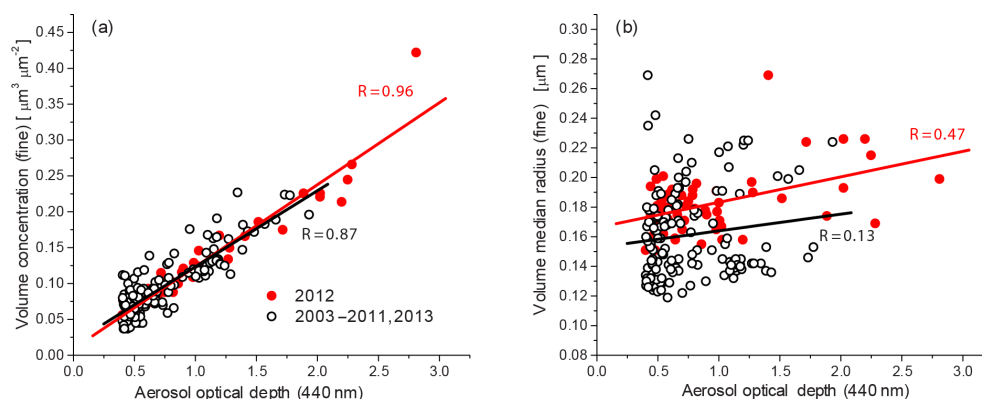 (a)
Volume concentration (fine) [ μm³ μm⁻²]
0.45
0.40
0.35
0.30
0.25
0.20
0.15
0.10
0.05
0.00
R=0.96
R=0.87
2012
2003–2011,2013
0.0 0.5 1.0 1.5 2.0 2.5 3.0
Aerosol optical depth (440 nm)
(b)
Volume median radius (fine) [μm]
0.28
0.26
0.24
0.22
0.20
0.18
0.16
0.14
0.12
0.10
0.08
R=0.47
R=0.13
0.0 0.5 1.0 1.5 2.0 2.5 3.0
Aerosol optical depth (440 nm)